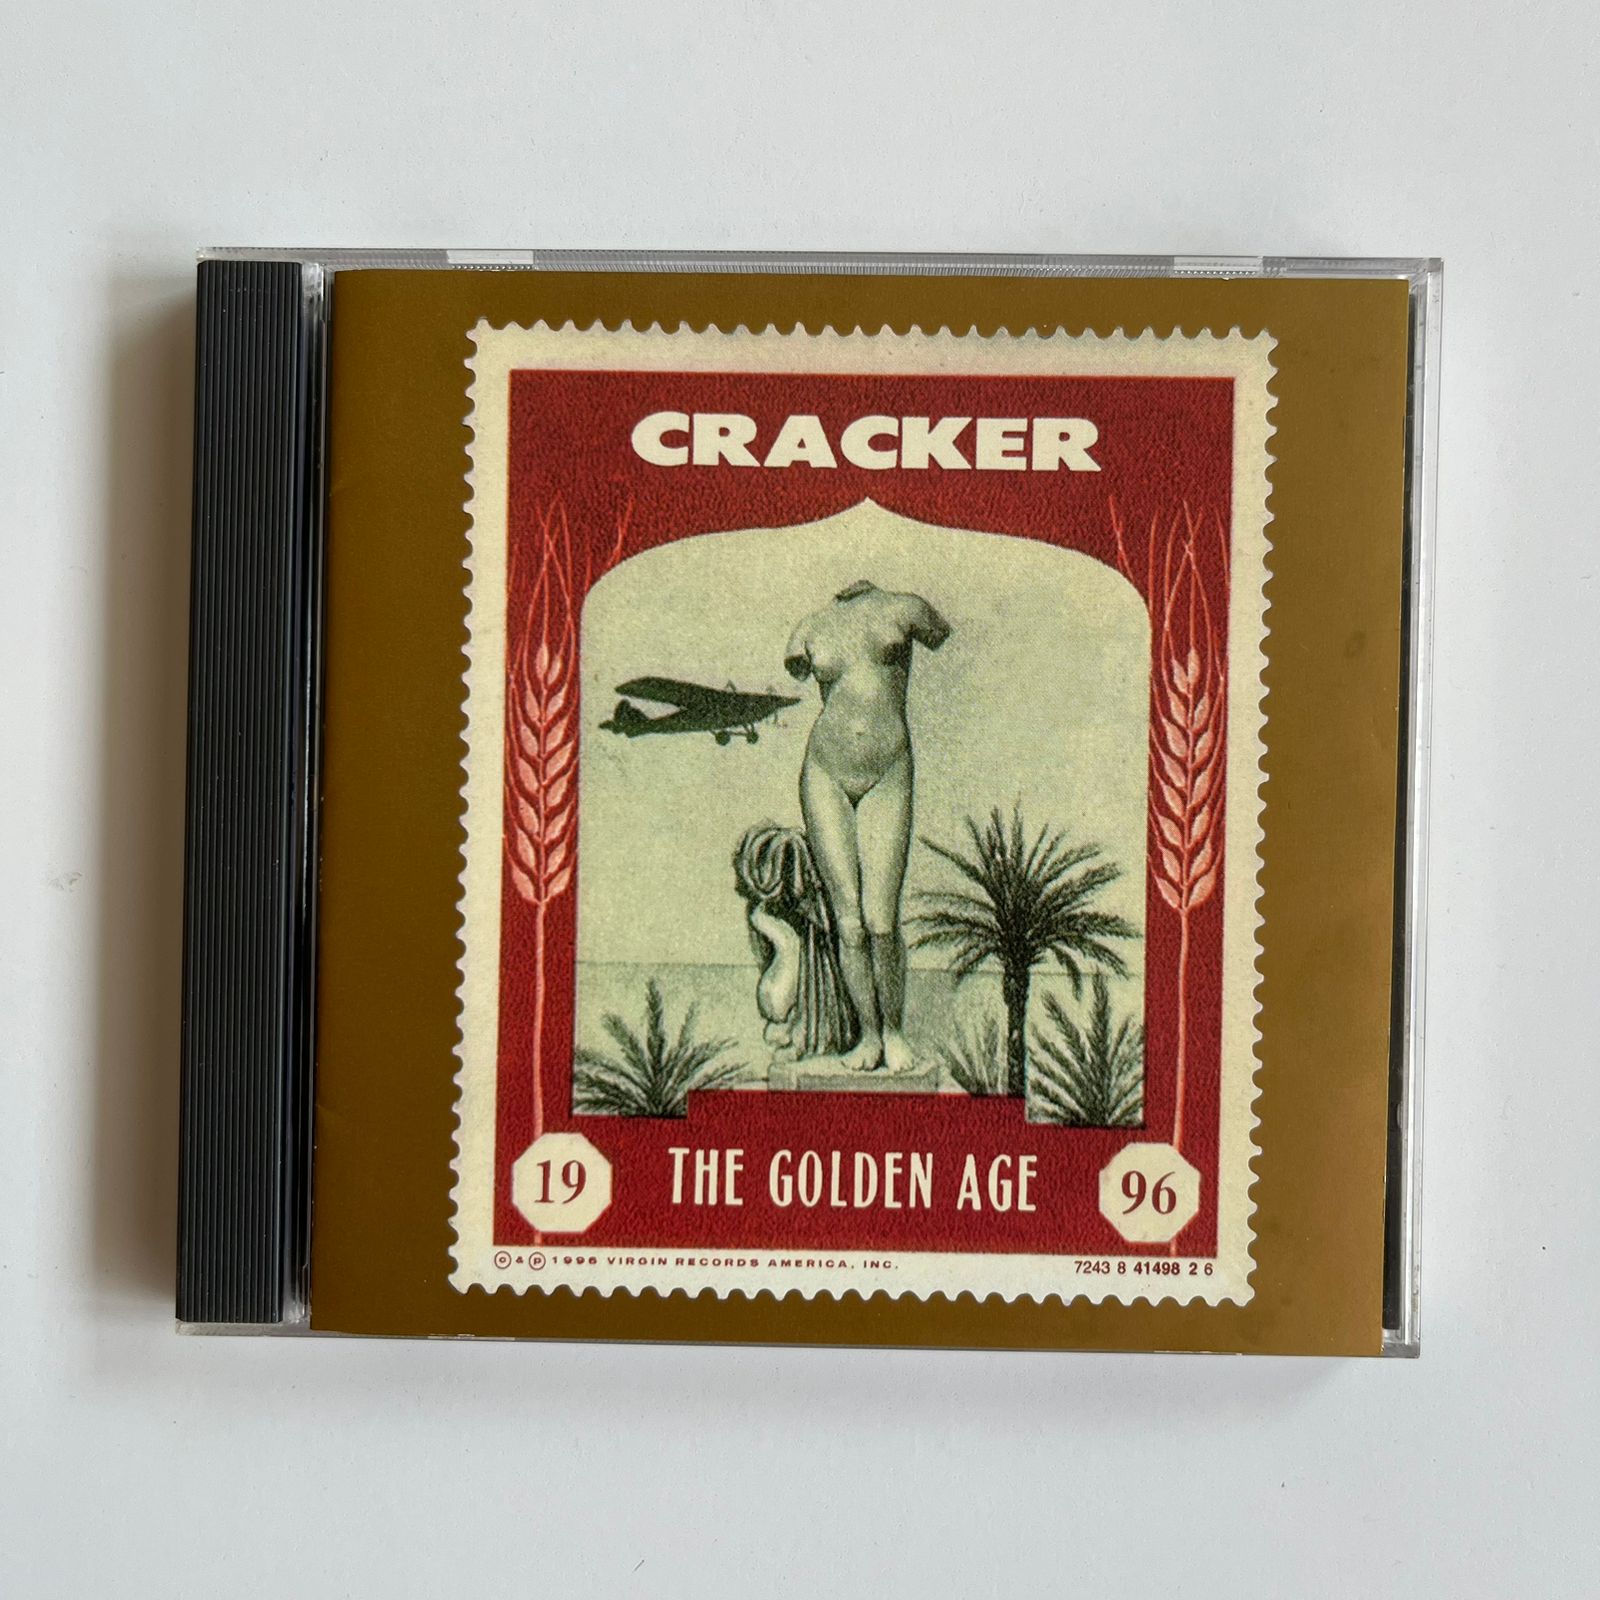 CRACKER
19 THE GOLDEN AGE 96
© & ℗ 1996 VIRGIN RECORDS AMERICA, INC. 7243 8 41498 2 6